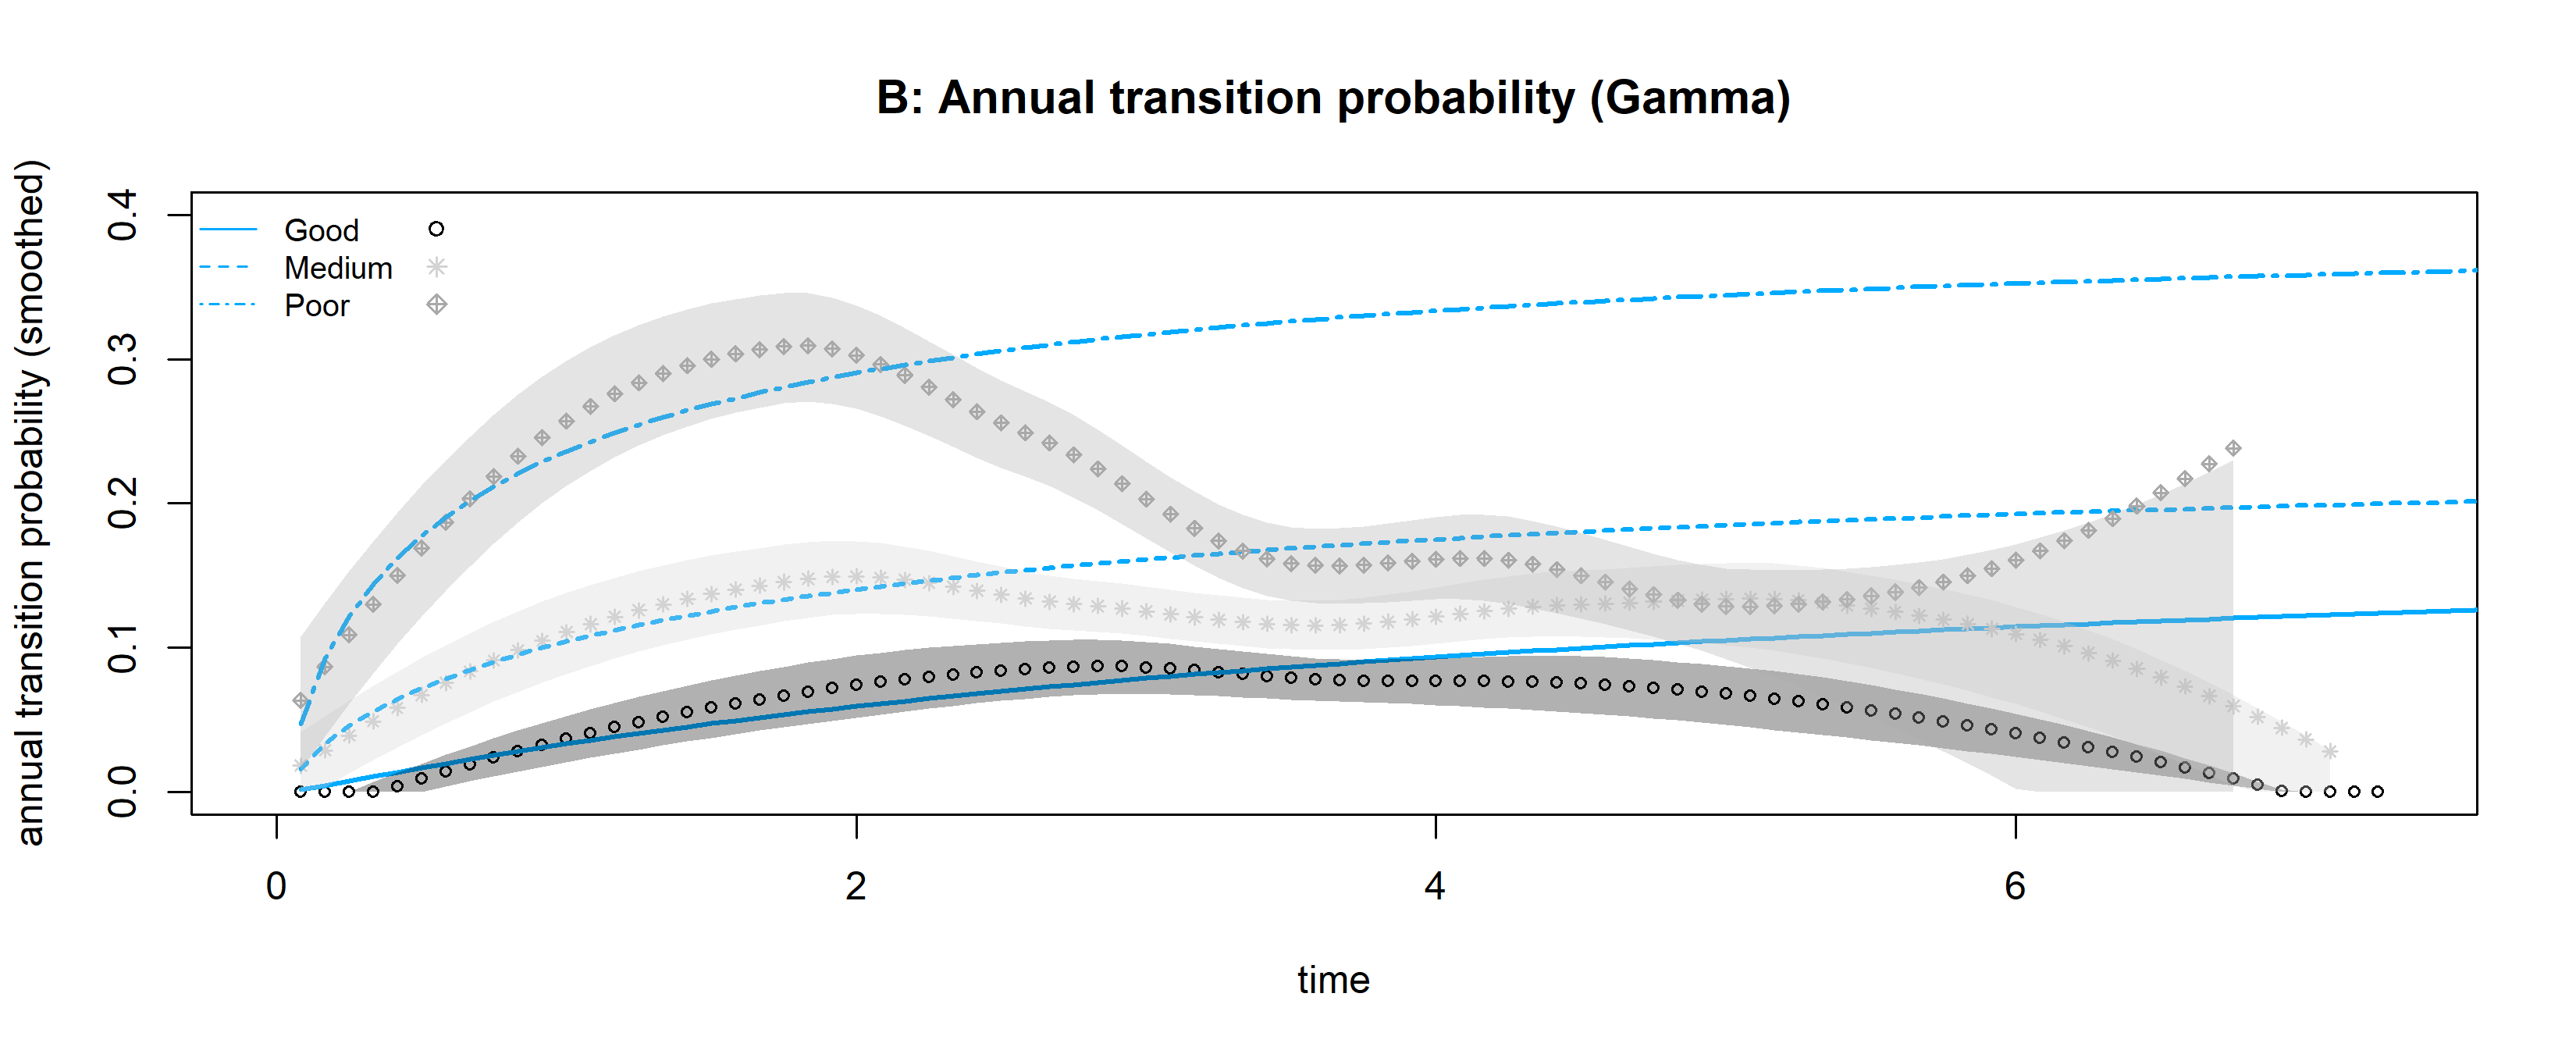 B: Annual transition probability (Gamma)
annual transition probability (smoothed)
0.4
0.3
0.2
0.1
0.0
Good
Medium
Poor
0 2 4 6
time